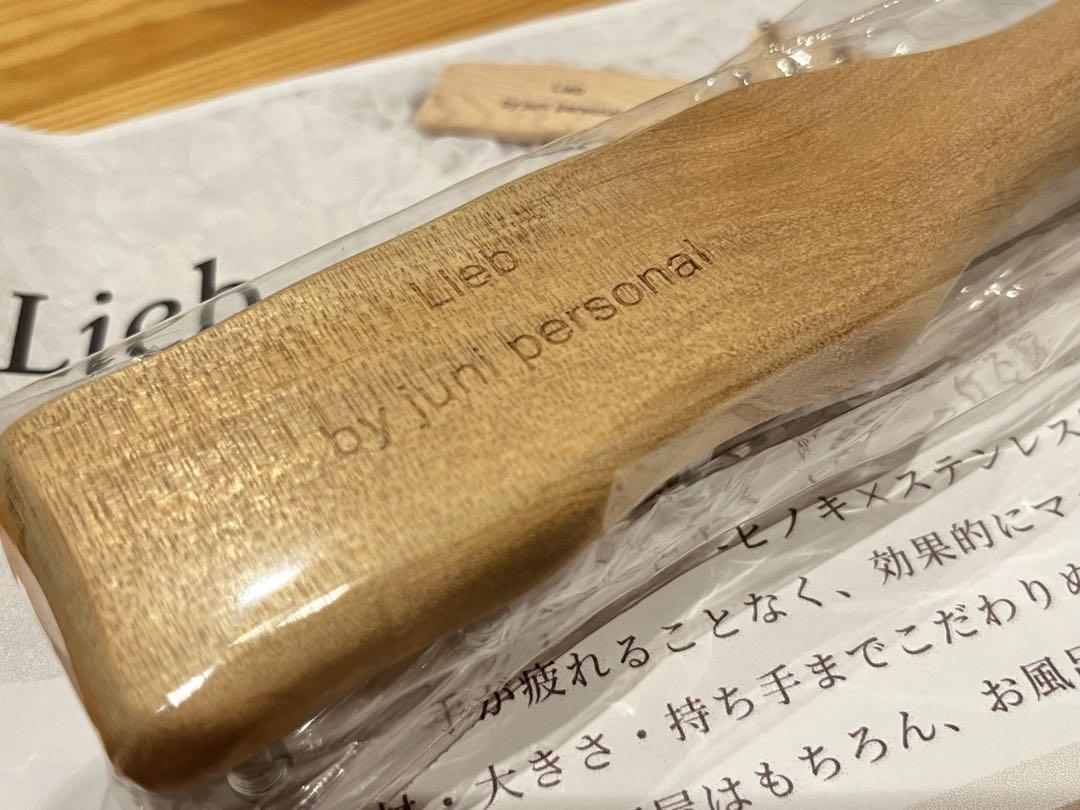 Lieb
Lieb
by juni personal
-ヒノキ×ステンレス
手が疲れることなく、効果的にマ
大きさ・持ち手までこだわりぬ
はもちろん、お風呂